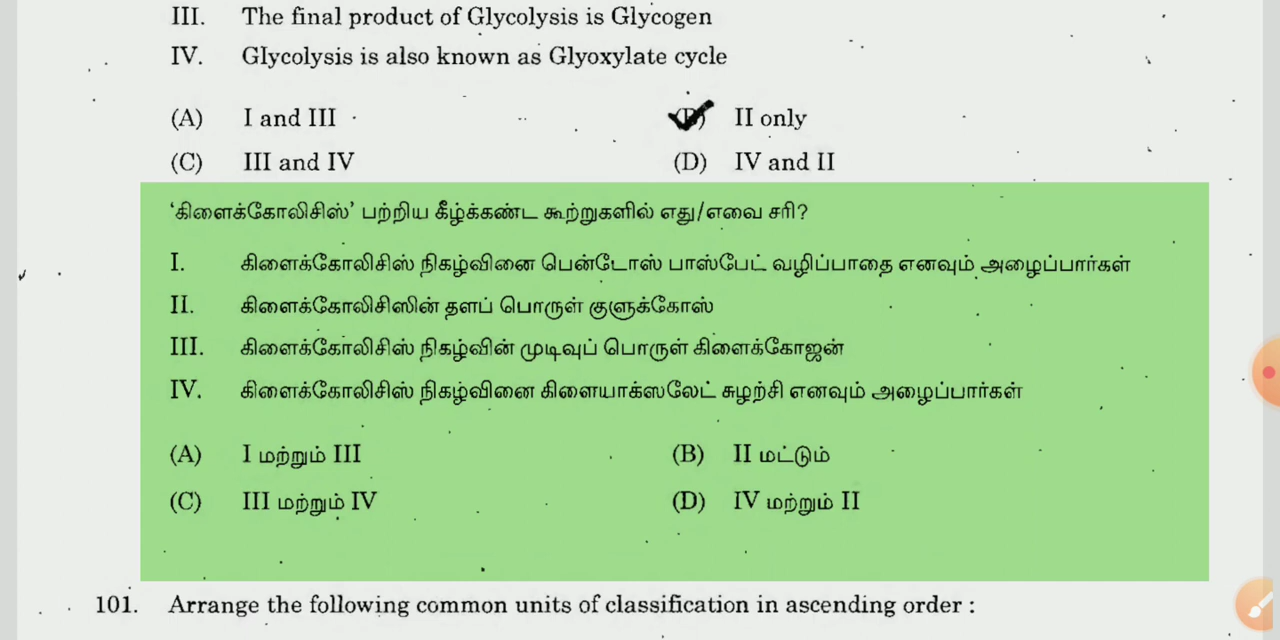 III. The final product of Glycolysis is Glycogen
IV. Glycolysis is also known as Glyoxylate cycle
(A) I and III
(B) II only
(C) III and IV
(D) IV and II
‘கிளைக்கோலிசிஸ்’ பற்றிய கீழ்க்கண்ட கூற்றுகளில் எது/எவை சரி?
I. கிளைக்கோலிசிஸ் நிகழ்வினை பென்டோஸ் பாஸ்பேட் வழிப்பாதை எனவும் அழைப்பார்கள்
II. கிளைக்கோலிசிஸின் தளப் பொருள் குளுக்கோஸ்
III. கிளைக்கோலிசிஸ் நிகழ்வின் முடிவுப் பொருள் கிளைக்கோஜன்
IV. கிளைக்கோலிசிஸ் நிகழ்வினை கிளையாக்ஸலேட் சுழற்சி எனவும் அழைப்பார்கள்
(A) I மற்றும் III
(B) II மட்டும்
(C) III மற்றும் IV
(D) IV மற்றும் II
101. Arrange the following common units of classification in ascending order :